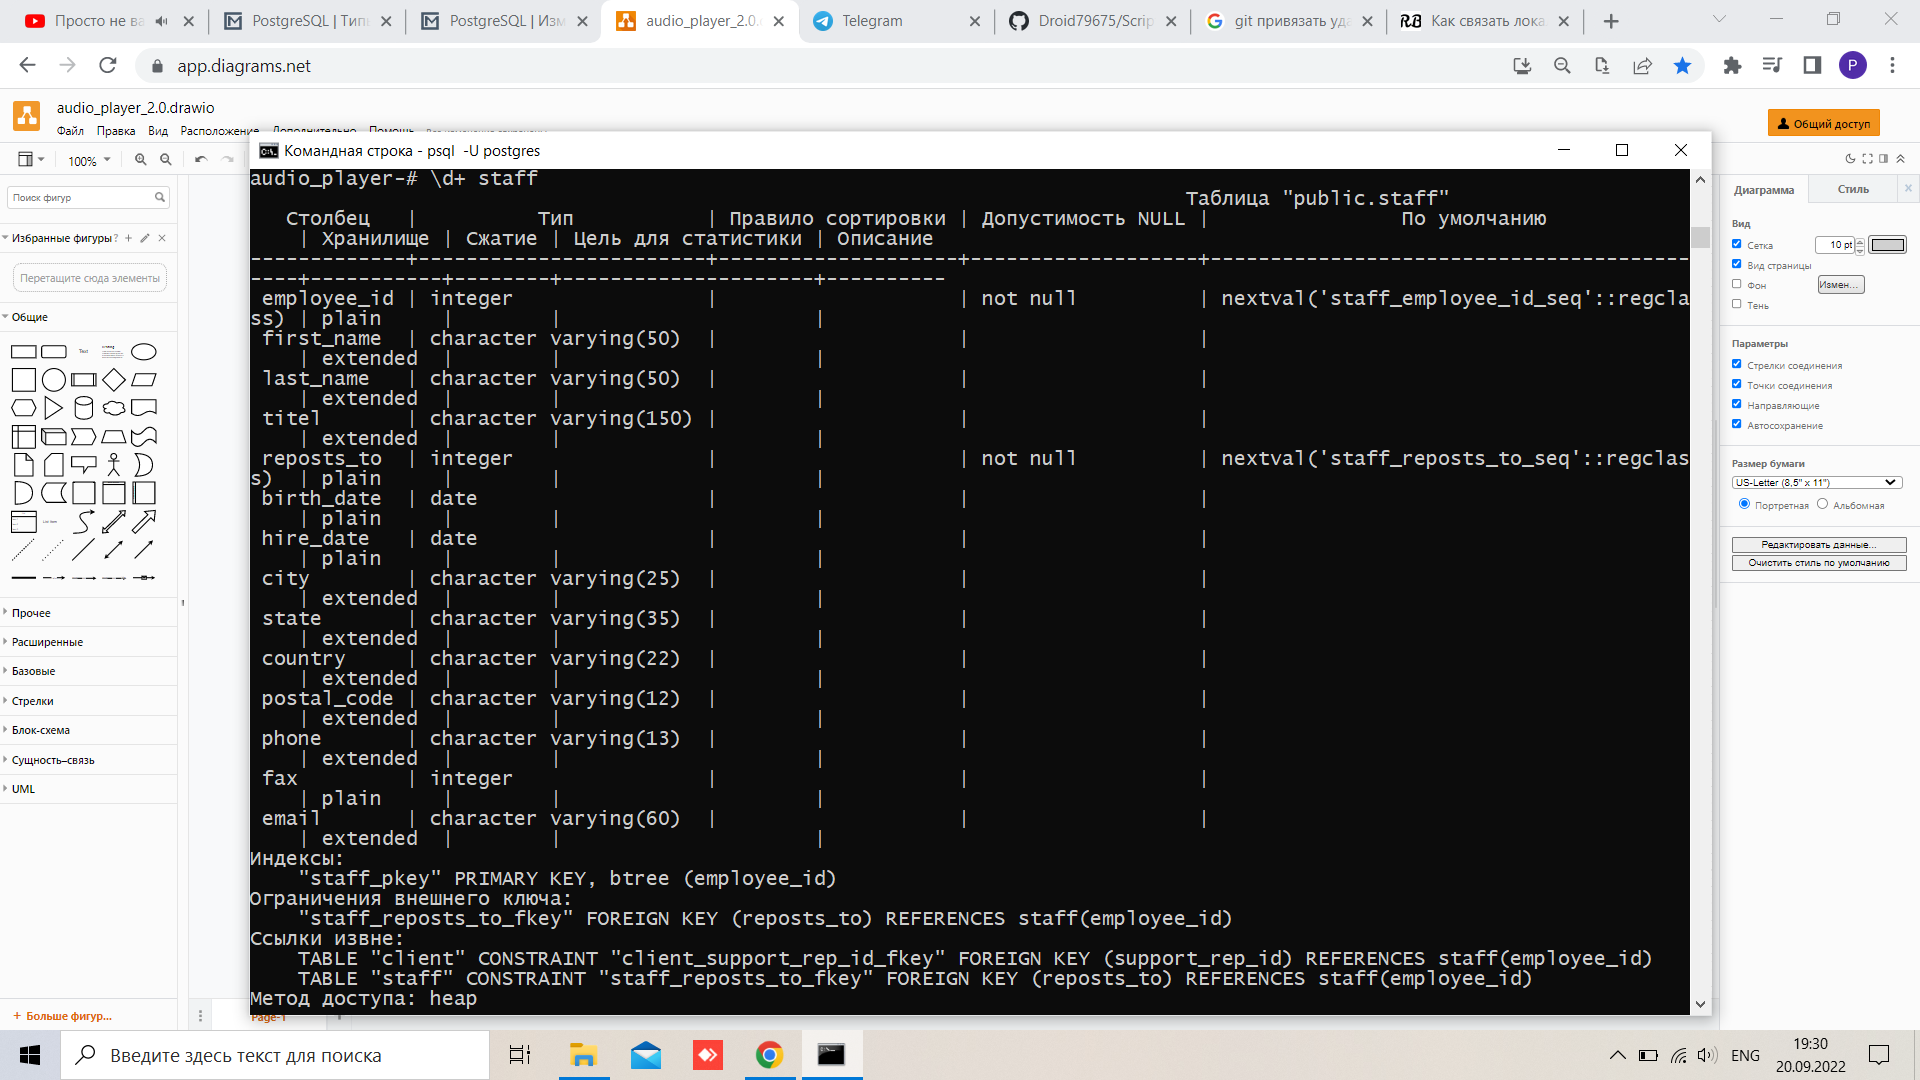 Просто не ва
PostgreSQL | Типы
PostgreSQL | Изм
audio_player_2.0.
Telegram
Droid79675/Scrip
git привязать уда
Как связать лока
app.diagrams.net
P
audio_player_2.0.drawio
Файл Правка Вид Расположение Дополнительно Помощь
Общий доступ
100%
Поиск фигур
Избранные фигуры ?
Перетащите сюда элементы
Общие
Text
List Item
Прочее
Расширенные
Базовые
Стрелки
Блок-схема
Сущность–связь
UML
+ Больше фигур...
Page-1
Командная строка - psql -U postgres
audio_player-# \d+ staff
Таблица "public.staff"
Столбец | Тип | Правило сортировки | Допустимость NULL | По умолчанию
| Хранилище | Сжатие | Цель для статистики | Описание
-------------+------------------------+--------------------+-------------------+----------------------------------------
----+-----------+--------+---------------------+----------
employee_id | integer | | not null | nextval('staff_employee_id_seq'::regcla
ss) | plain | | |
first_name | character varying(50) | | |
| extended | | |
last_name | character varying(50) | | |
| extended | | |
titel | character varying(150) | | |
| extended | | |
reposts_to | integer | | not null | nextval('staff_reposts_to_seq'::regclas
s) | plain | | |
birth_date | date | | |
| plain | | |
hire_date | date | | |
| plain | | |
city | character varying(25) | | |
| extended | | |
state | character varying(35) | | |
| extended | | |
country | character varying(22) | | |
| extended | | |
postal_code | character varying(12) | | |
| extended | | |
phone | character varying(13) | | |
| extended | | |
fax | integer | | |
| plain | | |
email | character varying(60) | | |
| extended | | |
Индексы:
"staff_pkey" PRIMARY KEY, btree (employee_id)
Ограничения внешнего ключа:
"staff_reposts_to_fkey" FOREIGN KEY (reposts_to) REFERENCES staff(employee_id)
Ссылки извне:
TABLE "client" CONSTRAINT "client_support_rep_id_fkey" FOREIGN KEY (support_rep_id) REFERENCES staff(employee_id)
TABLE "staff" CONSTRAINT "staff_reposts_to_fkey" FOREIGN KEY (reposts_to) REFERENCES staff(employee_id)
Метод доступа: heap
Диаграмма Стиль
Вид
Сетка 10 pt
Вид страницы
Фон Измен...
Тень
Параметры
Стрелки соединения
Точки соединения
Направляющие
Автосохранение
Размер бумаги
US-Letter (8,5" x 11")
Портретная Альбомная
Редактировать данные...
Очистить стиль по умолчанию
Введите здесь текст для поиска
ENG
19:30
20.09.2022